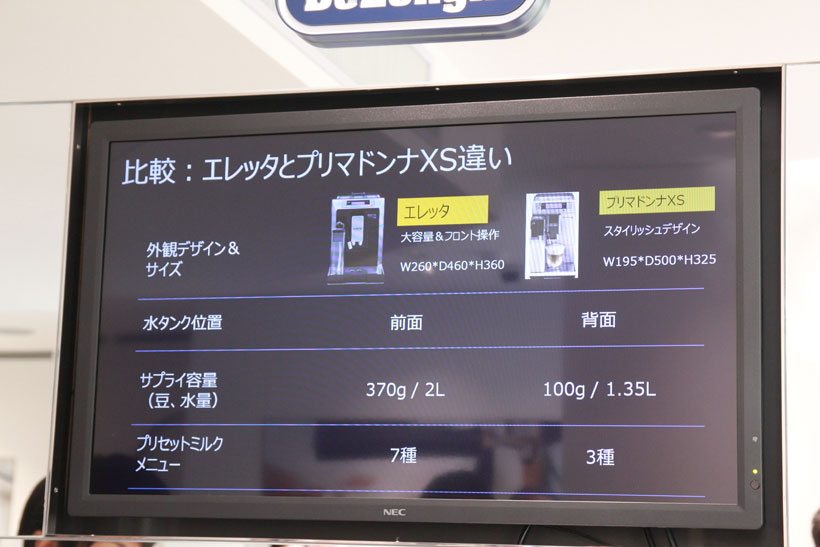 DeLonghi
比較：エレッタとプリマドンナXS違い
エレッタ
プリマドンナXS
外観デザイン＆
サイズ
大容量＆フロント操作
スタイリッシュデザイン
W260*D460*H360
W195*D500*H325
水タンク位置
前面
背面
サプライ容量
（豆、水量）
370g / 2L
100g / 1.35L
プリセットミルク
メニュー
7種
3種
NEC